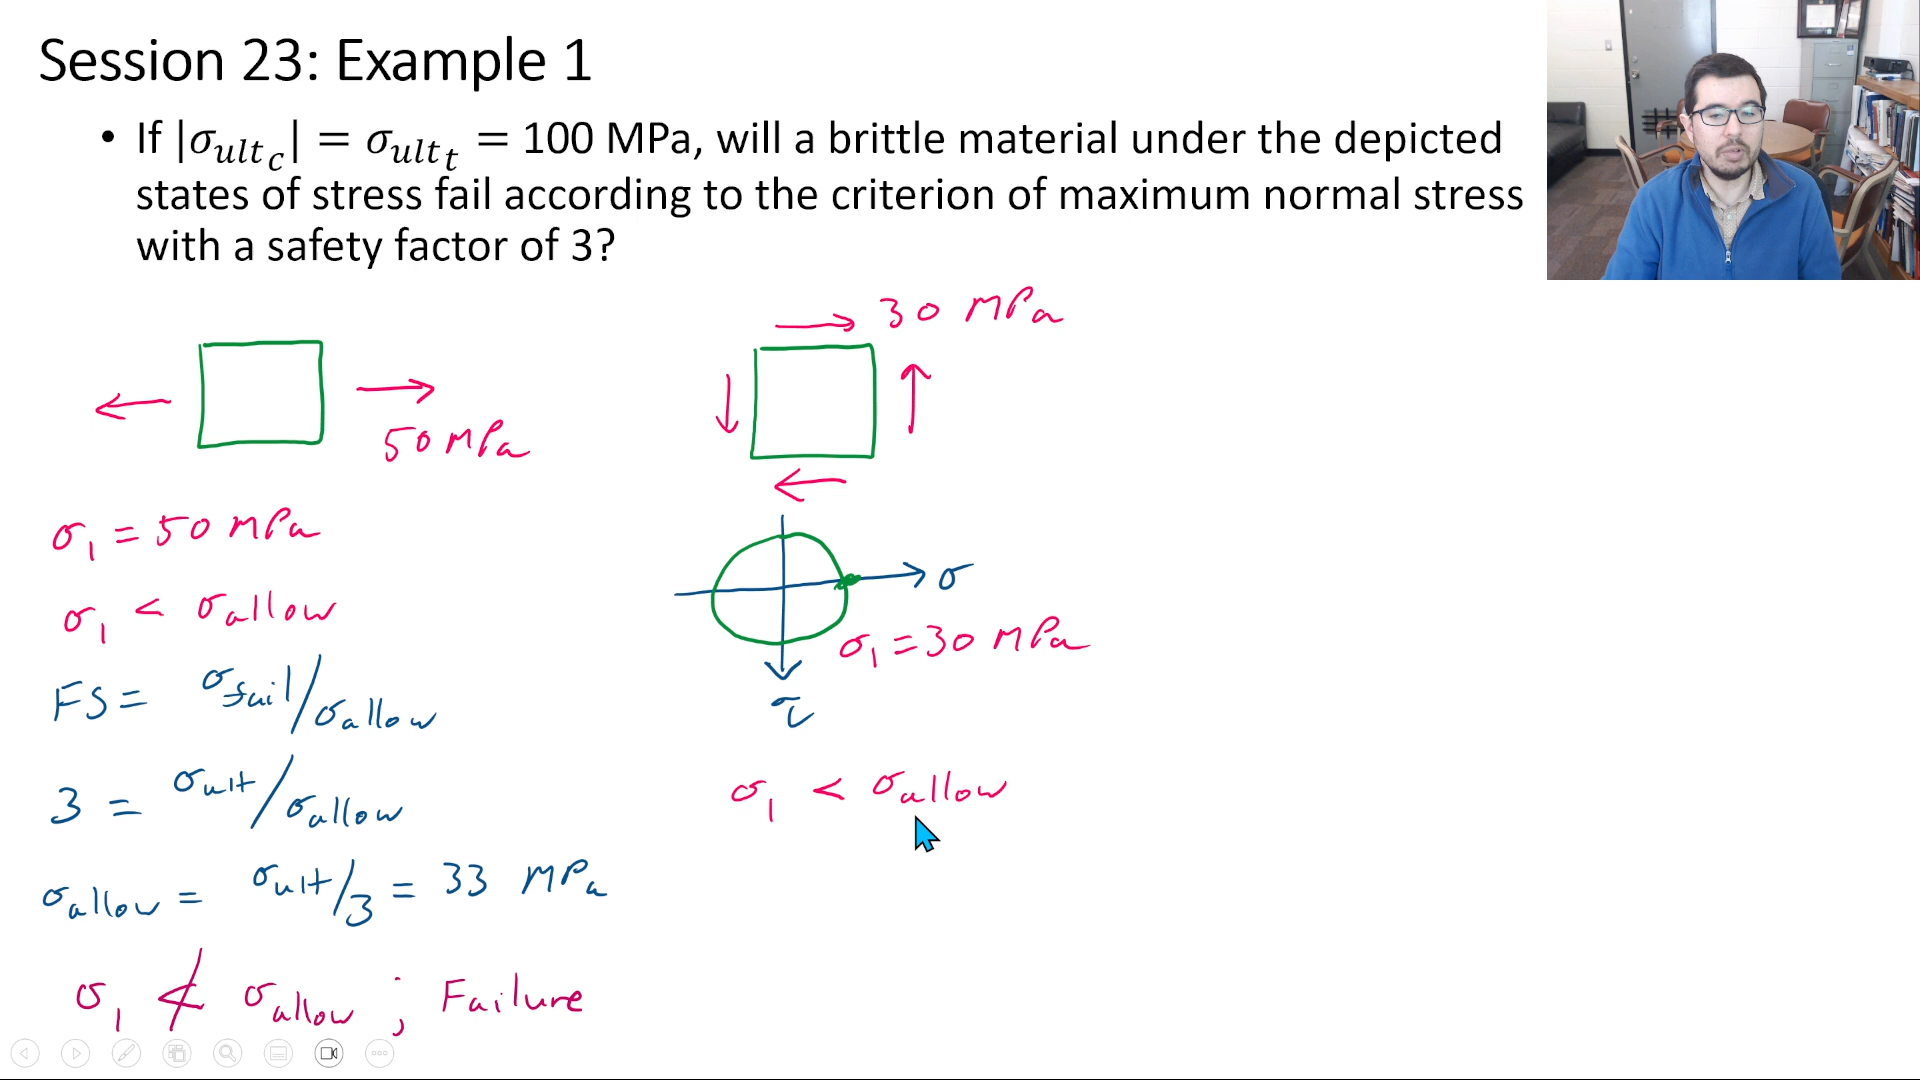 Session 23: Example 1
• If |σ_ult_c| = σ_ult_t = 100 MPa, will a brittle material under the depicted
states of stress fail according to the criterion of maximum normal stress
with a safety factor of 3?
50 MPa
σ₁ = 50 MPa
σ₁ < σallow
FS = σfail/σallow
3 = σult/σallow
σallow = σult/3 = 33 MPa
σ₁ ≮ σallow ; Failure
30 MPa
σ
σ₁ = 30 MPa
τ
σ₁ < σallow